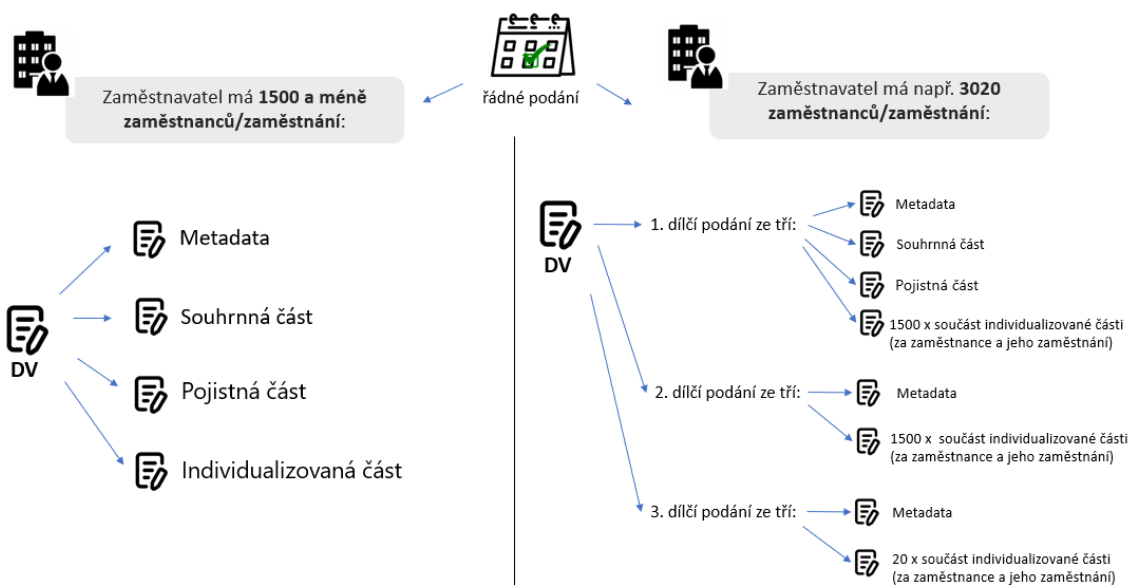 řádné podání
Zaměstnavatel má 1500 a méně
zaměstnanců/zaměstnání:
DV
Metadata
Souhrnná část
Pojistná část
Individualizovaná část
Zaměstnavatel má např. 3020
zaměstnanců/zaměstnání:
DV
1. dílčí podání ze tří:
Metadata
Souhrnná část
Pojistná část
1500 x součást individualizované části
(za zaměstnance a jeho zaměstnání)
2. dílčí podání ze tří:
Metadata
1500 x  součást individualizované části
(za zaměstnance a jeho zaměstnání)
3. dílčí podání ze tří:
Metadata
20 x součást individualizované části
(za zaměstnance a jeho zaměstnání)